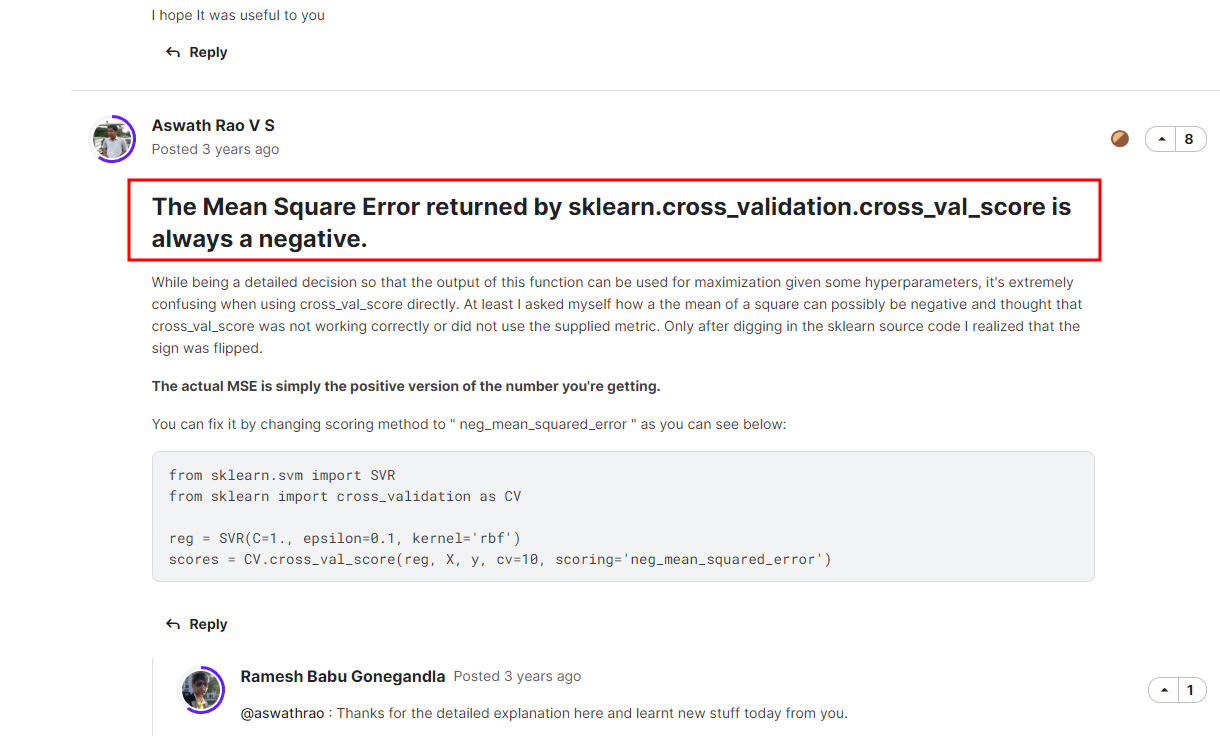 I hope It was useful to you
Reply
Aswath Rao V S
Posted 3 years ago
8
The Mean Square Error returned by sklearn.cross_validation.cross_val_score is
always a negative.
While being a detailed decision so that the output of this function can be used for maximization given some hyperparameters, it's extremely
confusing when using cross_val_score directly. At least I asked myself how a the mean of a square can possibly be negative and thought that
cross_val_score was not working correctly or did not use the supplied metric. Only after digging in the sklearn source code I realized that the
sign was flipped.
The actual MSE is simply the positive version of the number you're getting.
You can fix it by changing scoring method to " neg_mean_squared_error " as you can see below:
from sklearn.svm import SVR
from sklearn import cross_validation as CV
reg = SVR(C=1., epsilon=0.1, kernel='rbf')
scores = CV.cross_val_score(reg, X, y, cv=10, scoring='neg_mean_squared_error')
Reply
Ramesh Babu Gonegandla Posted 3 years ago
1
@aswathrao : Thanks for the detailed explanation here and learnt new stuff today from you.